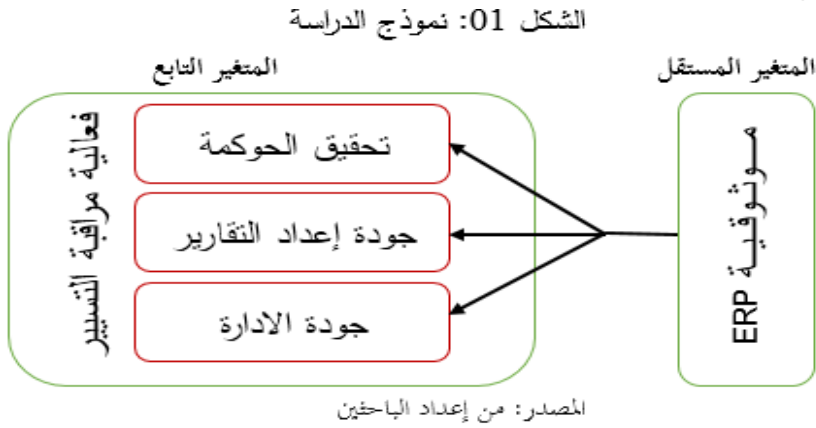 الشكل 01: نموذج الدراسة
المتغير المستقل
المتغير التابع
مـوثـوقيـة ERP
فعالية مراقبة التسيير
تحقيق الحوكمة
جودة إعداد التقارير
جودة الادارة
المصدر: من إعداد الباحثين